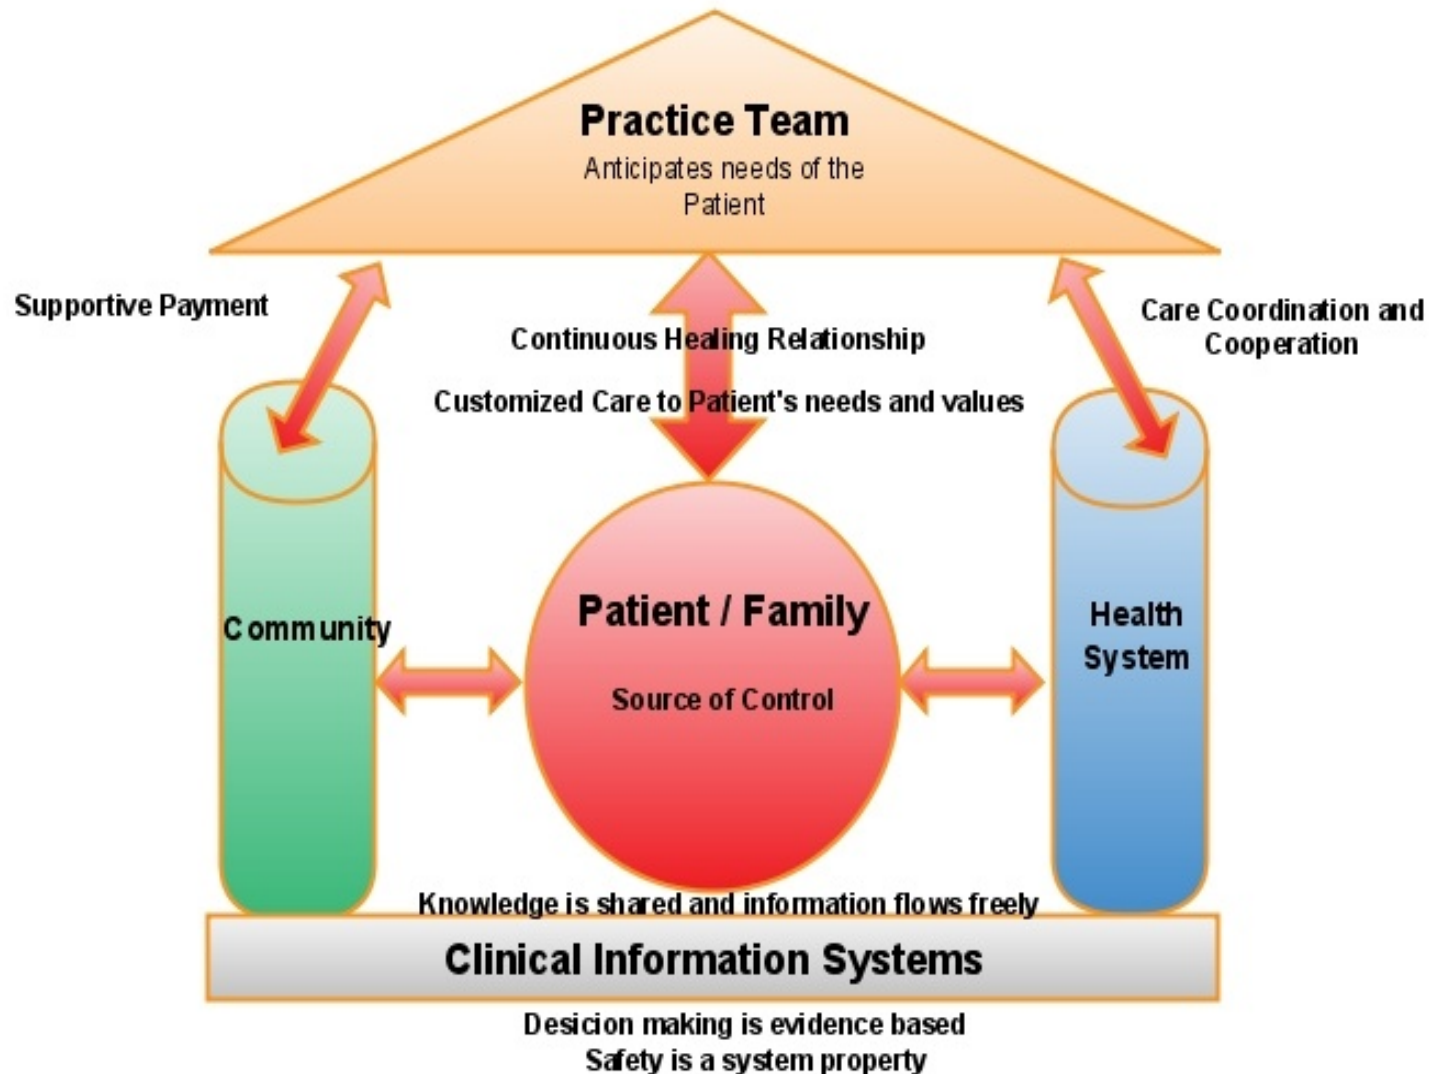 Practice Team
Anticipates needs of the
Patient
Supportive Payment
Care Coordination and
Cooperation
Continuous Healing Relationship
Customized Care to Patient's needs and values
Community
Patient / Family
Source of Control
Health
System
Knowledge is shared and information flows freely
Clinical Information Systems
Desicion making is evidence based
Safety is a system property